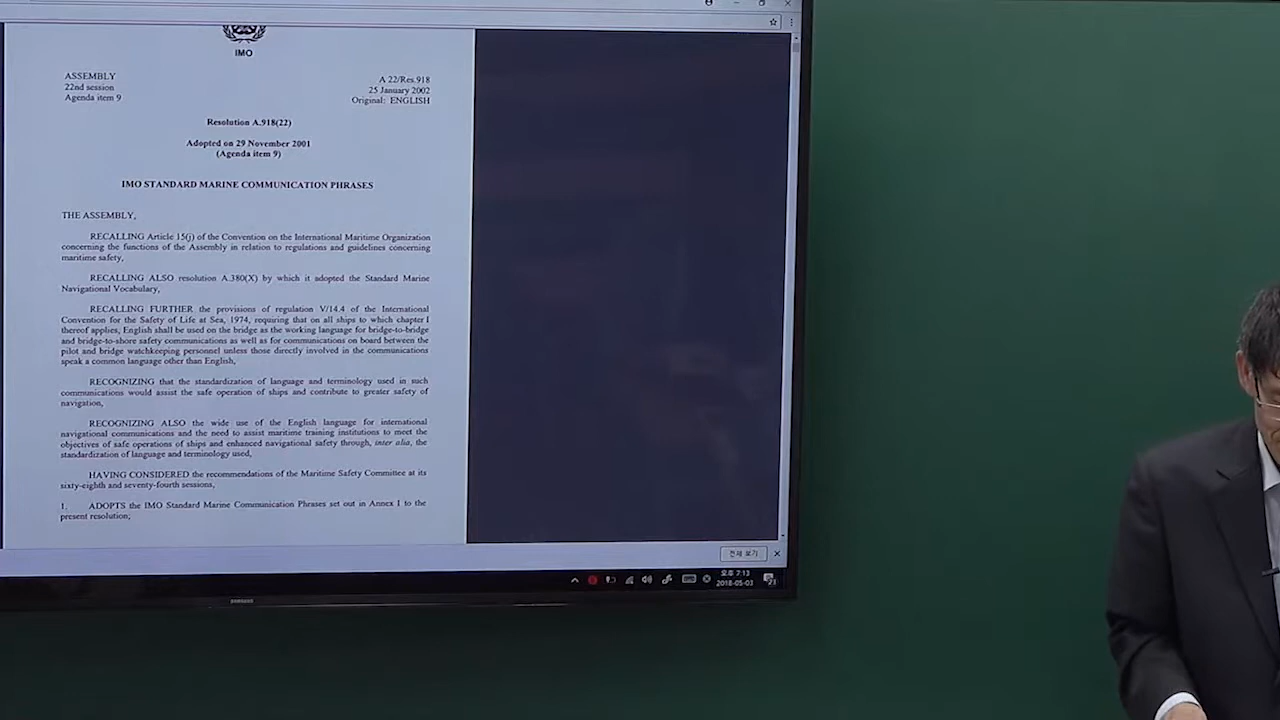 IMO
ASSEMBLY
22nd session
Agenda item 9
A 22/Res.918
25 January 2002
Original: ENGLISH
Resolution A.918(22)
Adopted on 29 November 2001
(Agenda item 9)
IMO STANDARD MARINE COMMUNICATION PHRASES
THE ASSEMBLY,
RECALLING Article 15(j) of the Convention on the International Maritime Organization
concerning the functions of the Assembly in relation to regulations and guidelines concerning
maritime safety,
RECALLING ALSO resolution A.380(X) by which it adopted the Standard Marine
Navigational Vocabulary,
RECALLING FURTHER the provisions of regulation V/14.4 of the International
Convention for the Safety of Life at Sea, 1974, requiring that on all ships to which chapter I
thereof applies, English shall be used on the bridge as the working language for bridge-to-bridge
and bridge-to-shore safety communications as well as for communications on board between the
pilot and bridge watchkeeping personnel unless those directly involved in the communications
speak a common language other than English,
RECOGNIZING that the standardization of language and terminology used in such
communications would assist the safe operation of ships and contribute to greater safety of
navigation,
RECOGNIZING ALSO the wide use of the English language for international
navigational communications and the need to assist maritime training institutions to meet the
objectives of safe operations of ships and enhanced navigational safety through, inter alia, the
standardization of language and terminology used,
HAVING CONSIDERED the recommendations of the Maritime Safety Committee at its
sixty-eighth and seventy-fourth sessions,
1. ADOPTS the IMO Standard Marine Communication Phrases set out in Annex 1 to the
present resolution;
전체 보기
오후 7:13
2018-05-03
SAMSUNG